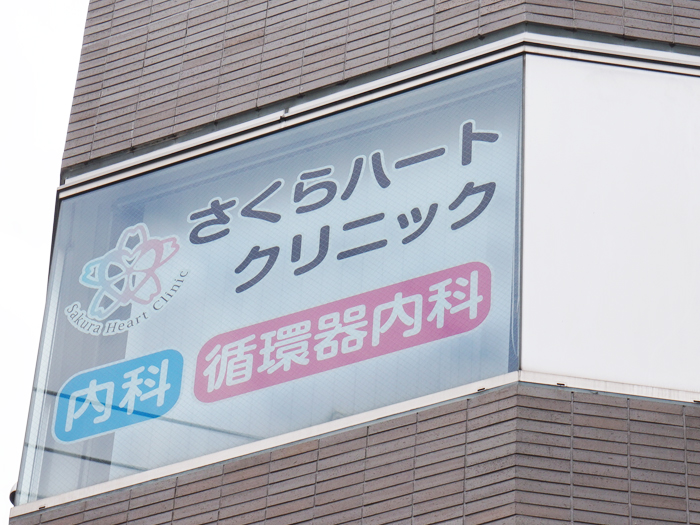 さくらハート
クリニック
Sakura Heart Clinic
内科
循環器内科